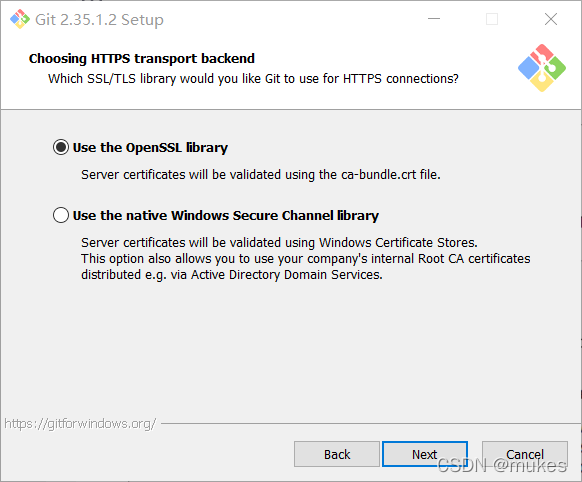 Git 2.35.1.2 Setup
Choosing HTTPS transport backend
Which SSL/TLS library would you like Git to use for HTTPS connections?
Use the OpenSSL library
Server certificates will be validated using the ca-bundle.crt file.
Use the native Windows Secure Channel library
Server certificates will be validated using Windows Certificate Stores.
This option also allows you to use your company's internal Root CA certificates
distributed e.g. via Active Directory Domain Services.
https://gitforwindows.org/
Back Next Cancel
CSDN @mukes